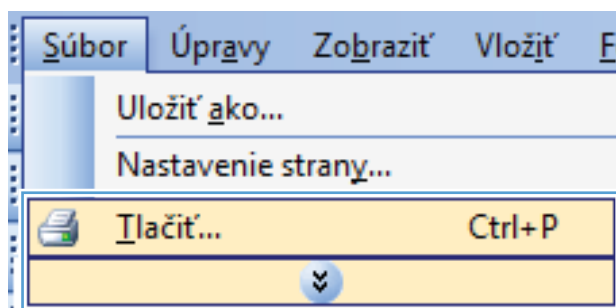 Súbor Úpravy Zobraziť Vložiť F
Uložiť ako...
Nastavenie strany...
Tlačiť... Ctrl+P